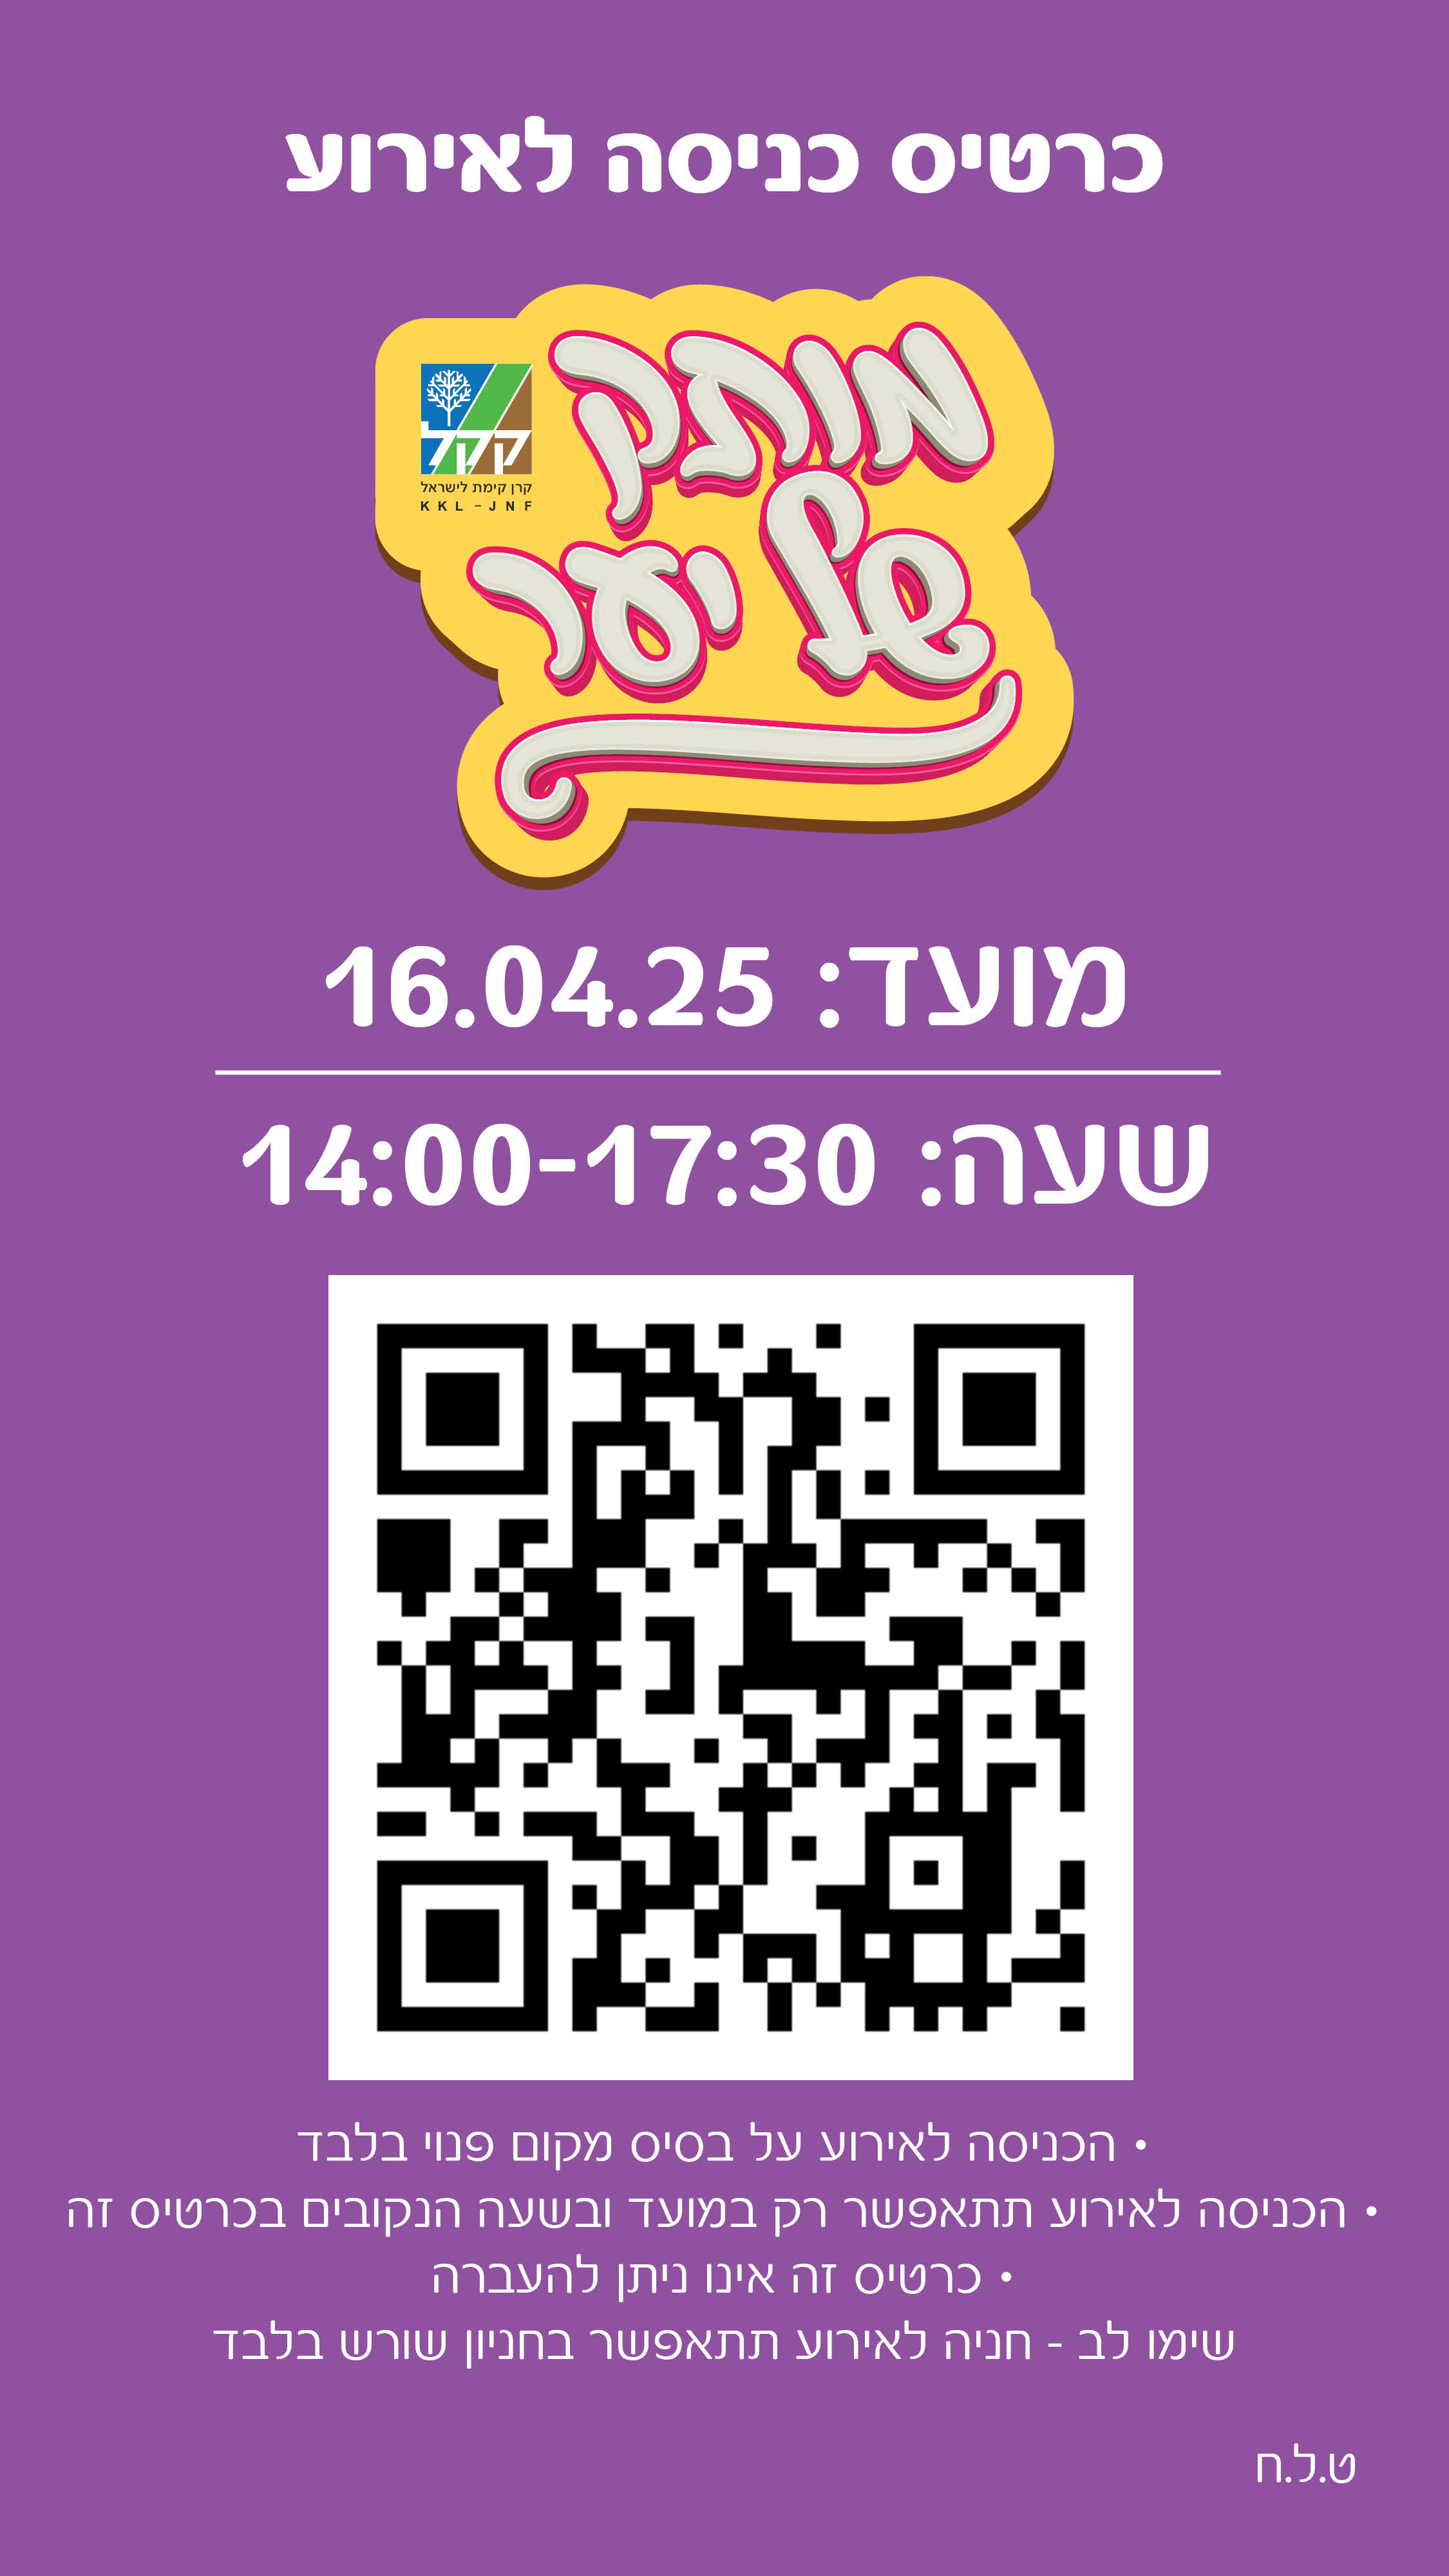 כרטיס כניסה לאירוע
מותק
של יער
קקל
קרן קימת לישראל
KKL-JNF
מועד: 16.04.25
שעה: 14:00-17:30
• הכניסה לאירוע על בסיס מקום פנוי בלבד
• הכניסה לאירוע תתאפשר רק במועד ובשעה הנקובים בכרטיס זה
• כרטיס זה אינו ניתן להעברה
שימו לב - חניה לאירוע תתאפשר בחניון שורש בלבד
ט.ל.ח